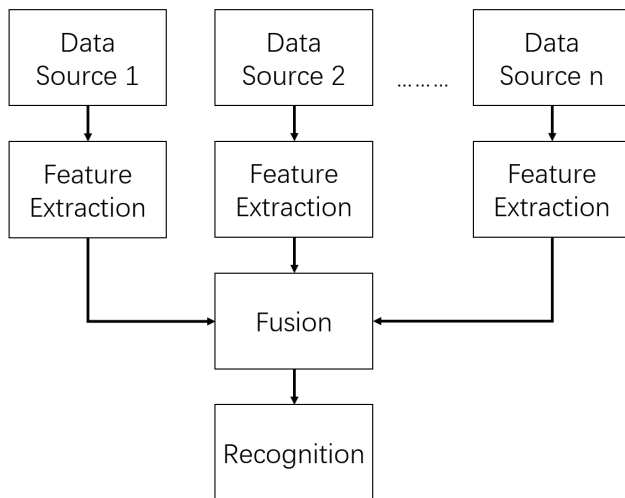 Data
Source 1
Data
Source 2
………
Data
Source n
Feature
Extraction
Feature
Extraction
Feature
Extraction
Fusion
Recognition